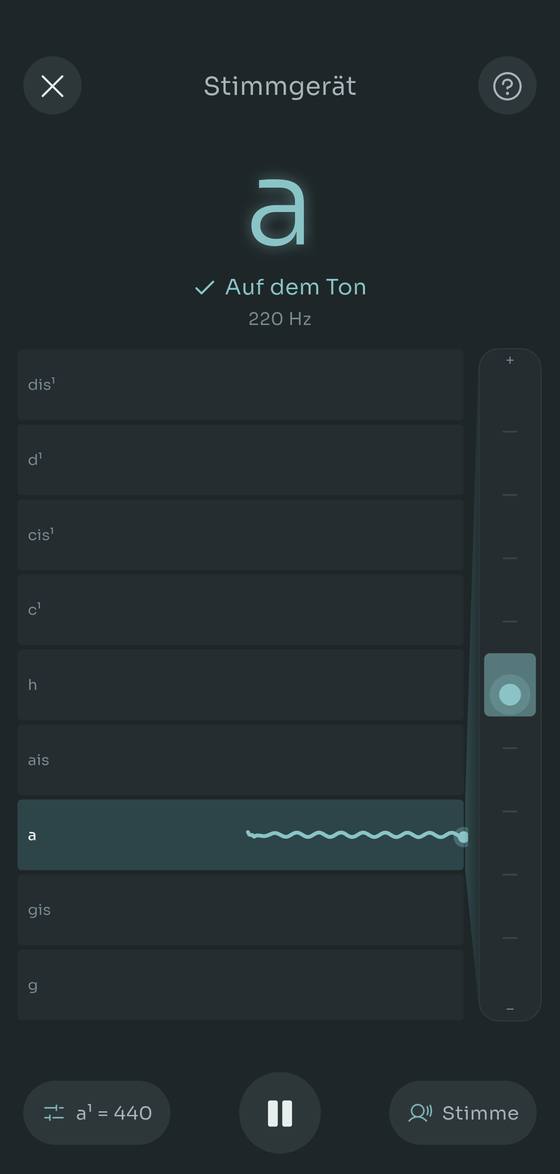 Stimmgerät
a
Auf dem Ton
220 Hz
dis¹
d¹
cis¹
c¹
h
ais
a
gis
g
+
−
a¹ = 440
Stimme